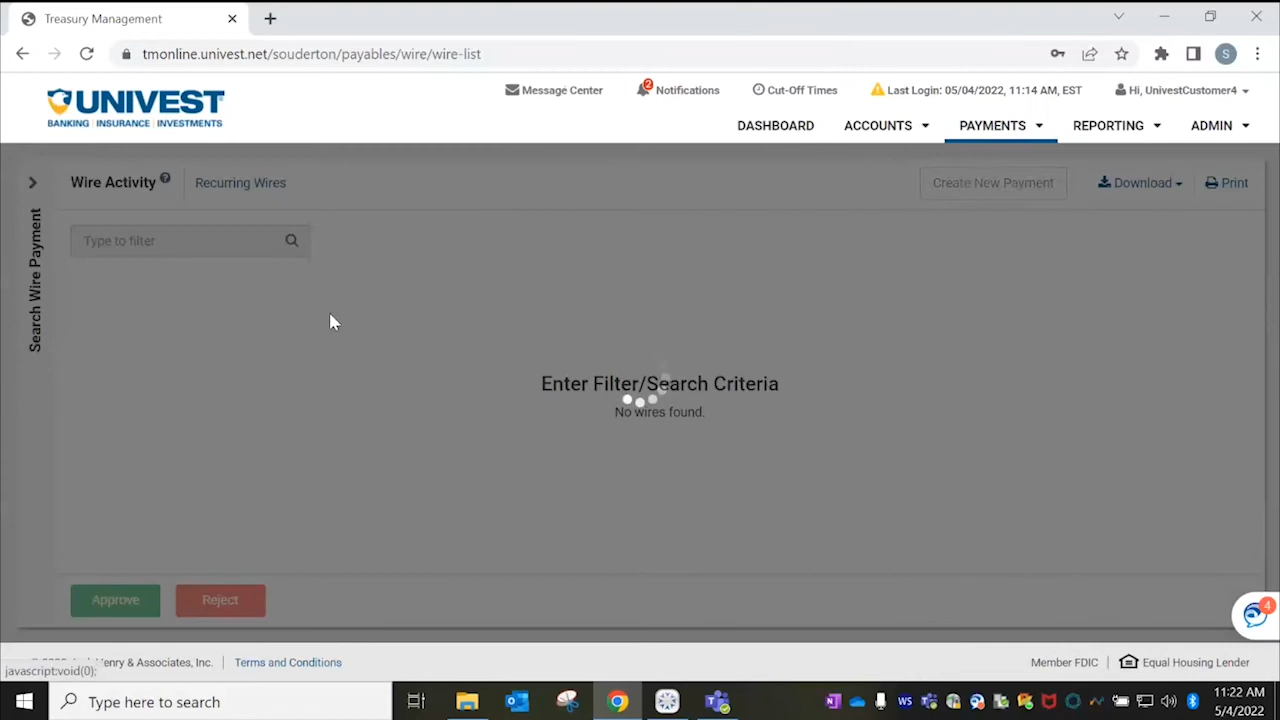 Treasury Management
tmonline.univest.net/souderton/payables/wire/wire-list
S
UNIVEST
BANKING | INSURANCE | INVESTMENTS
Message Center
2
Notifications
Cut-Off Times
Last Login: 05/04/2022, 11:14 AM, EST
Hi, UnivestCustomer4
DASHBOARD
ACCOUNTS
PAYMENTS
REPORTING
ADMIN
Search Wire Payment
Wire Activity
Recurring Wires
Create New Payment
Download
Print
Type to filter
Enter Filter/Search Criteria
No wires found.
Approve
Reject
4
Henry & Associates, Inc.
Terms and Conditions
Member FDIC
Equal Housing Lender
javascript:void(0);
Type here to search
WS
11:22 AM
5/4/2022